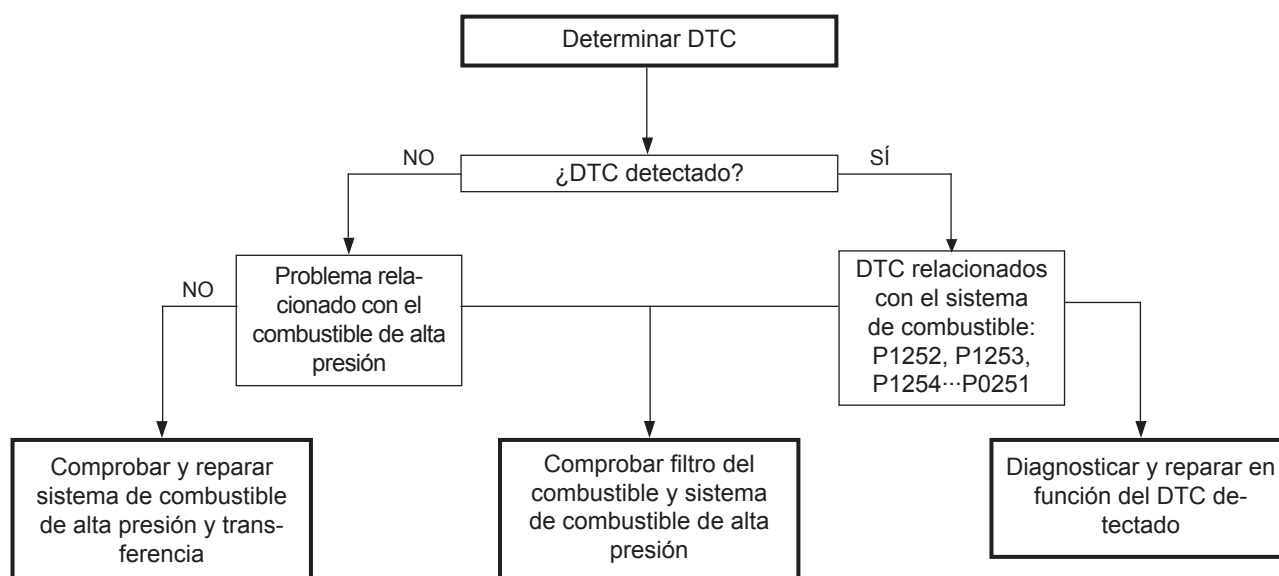 Determinar DTC
NO
¿DTC detectado?
SÍ
NO
Problema rela-
cionado con el
combustible de alta
presión
DTC relacionados
con el sistema
de combustible:
P1252, P1253,
P1254···P0251
Comprobar y reparar
sistema de combustible
de alta presión y trans-
ferencia
Comprobar filtro del
combustible y sistema
de combustible de alta
presión
Diagnosticar y reparar en
función del DTC de-
tectado